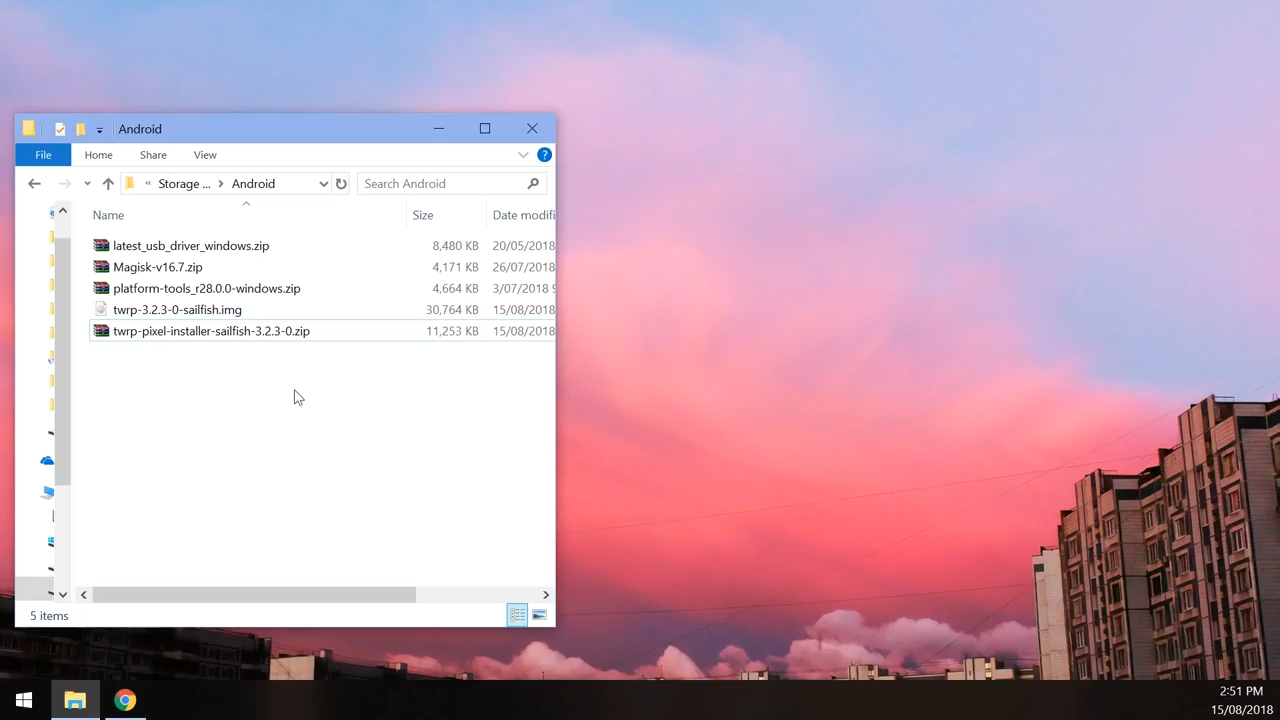 Android
File Home Share View
« Storage ... Android Search Android
Name Size Date modifi
latest_usb_driver_windows.zip 8,480 KB 20/05/2018
Magisk-v16.7.zip 4,171 KB 26/07/2018
platform-tools_r28.0.0-windows.zip 4,664 KB 3/07/2018 9
twrp-3.2.3-0-sailfish.img 30,764 KB 15/08/2018
twrp-pixel-installer-sailfish-3.2.3-0.zip 11,253 KB 15/08/2018
5 items
2:51 PM
15/08/2018